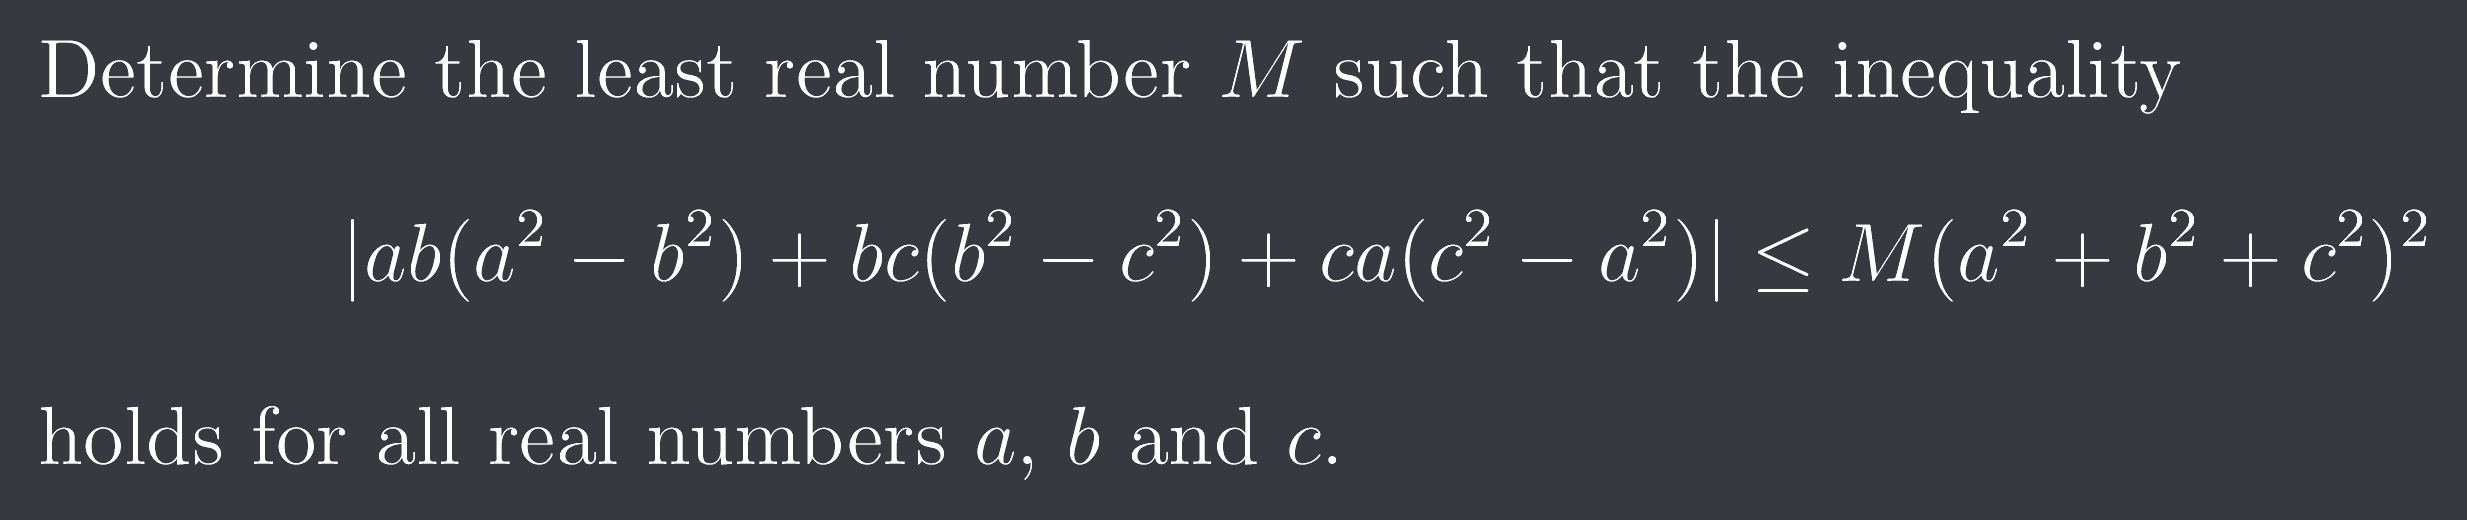 Determine the least real number M such that the inequality
|ab(a² − b²) + bc(b² − c²) + ca(c² − a²)| ≤ M(a² + b² + c²)²
holds for all real numbers a, b and c.